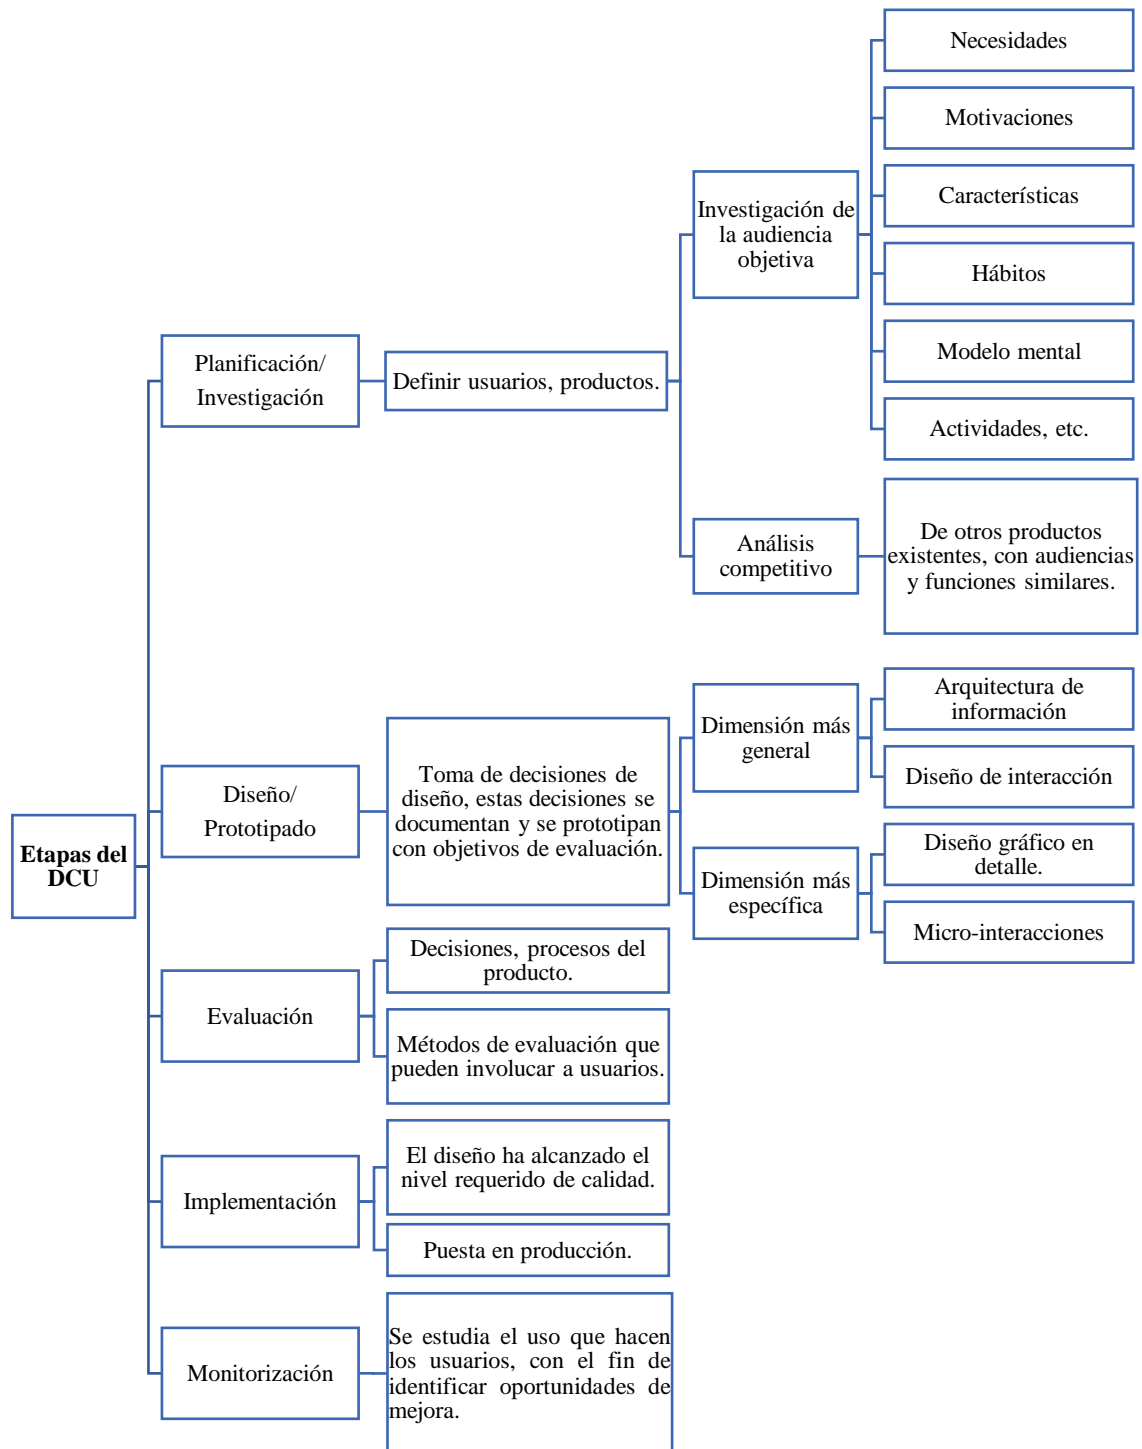 Etapas del
DCU
Planificación/
Investigación
Definir usuarios, productos.
Investigación de
la audiencia
objetiva
Necesidades
Motivaciones
Caracterísíticas
Hábitos
Modelo mental
Actividades, etc.
Análisis
competitivo
De otros productos
existentes, con audiencias
y funciones similares.
Diseño/
Prototipado
Toma de decisiones de
diseño, estas decisiones se
documentan y se prototipan
con objetivos de evaluación.
Dimensión más
general
Arquitectura de
información
Diseño de interacción
Dimensión más
específica
Diseño gráfico en
detalle.
Micro-interacciones
Evaluación
Decisiones, procesos del
producto.
Métodos de evaluación que
pueden involucar a usuarios.
Implementación
El diseño ha alcanzado el
nivel requerido de calidad.
Puesta en producción.
Monitorización
Se estudia el uso que hacen
los usuarios, con el fin de
identificar oportunidades de
mejora.